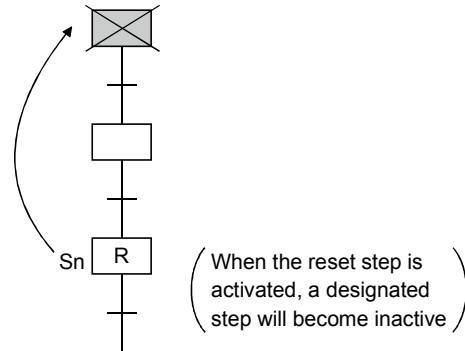 Sn R
When the reset step is
activated, a designated
step will become inactive